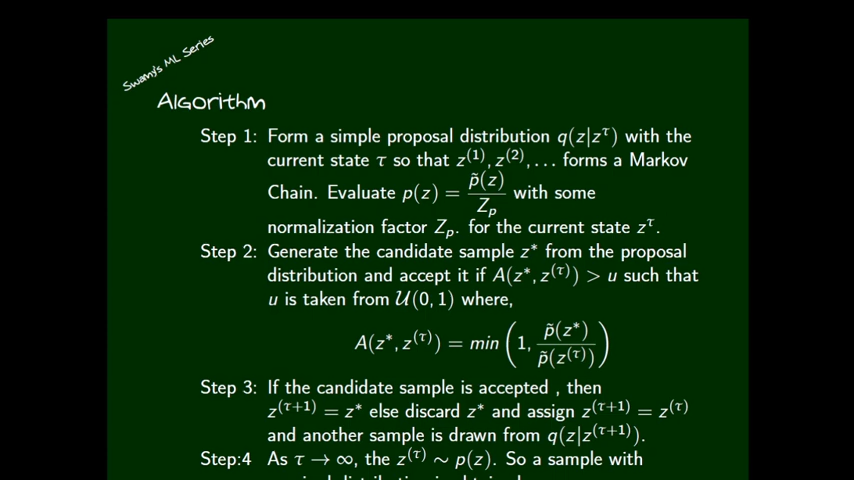 Swamy's ML Series
Algorithm
Step 1: Form a simple proposal distribution q(z|z^τ) with the
current state τ so that z^(1), z^(2), ... forms a Markov
Chain. Evaluate p(z) = p̃(z)/Z_p with some
normalization factor Z_p. for the current state z^τ.
Step 2: Generate the candidate sample z* from the proposal
distribution and accept it if A(z*, z^(τ)) > u such that
u is taken from 𝒰(0, 1) where,
A(z*, z^(τ)) = min (1, p̃(z*)/p̃(z^(τ)))
Step 3: If the candidate sample is accepted , then
z^(τ+1) = z* else discard z* and assign z^(τ+1) = z^(τ)
and another sample is drawn from q(z|z^(τ+1)).
Step:4 As τ → ∞, the z^(τ) ∼ p(z). So a sample with